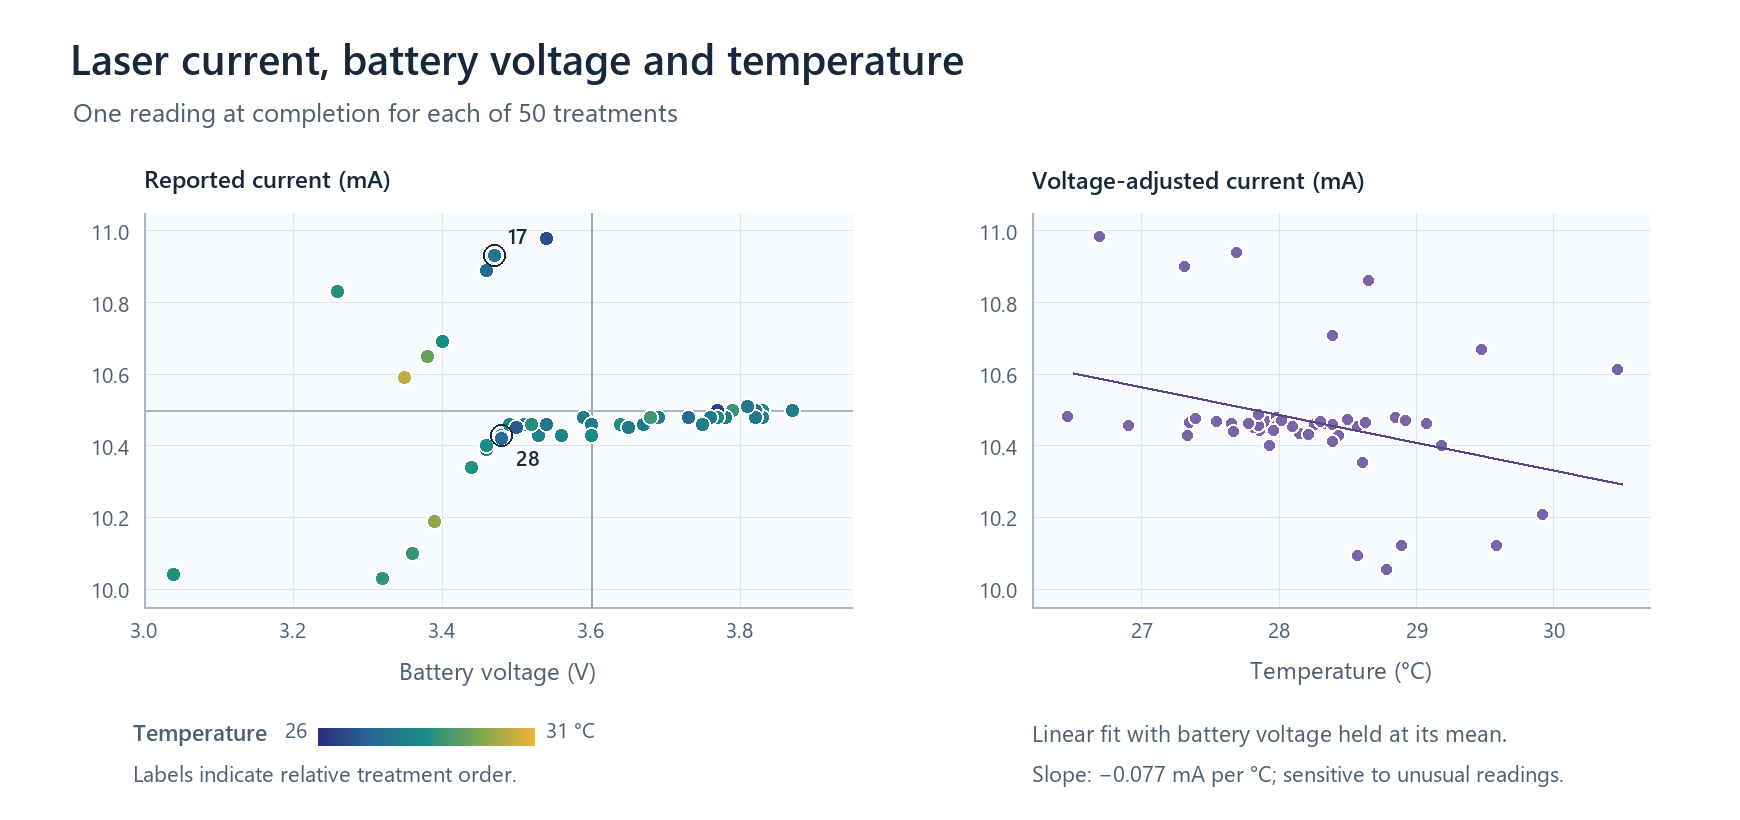 Laser current, battery voltage and temperature
One reading at completion for each of 50 treatments
Reported current (mA)
11.0
10.8
10.6
10.4
10.2
10.0
17
28
3.0 3.2 3.4 3.6 3.8
Battery voltage (V)
Temperature 26 31 °C
Labels indicate relative treatment order.
Voltage-adjusted current (mA)
11.0
10.8
10.6
10.4
10.2
10.0
27 28 29 30
Temperature (°C)
Linear fit with battery voltage held at its mean.
Slope: −0.077 mA per °C; sensitive to unusual readings.